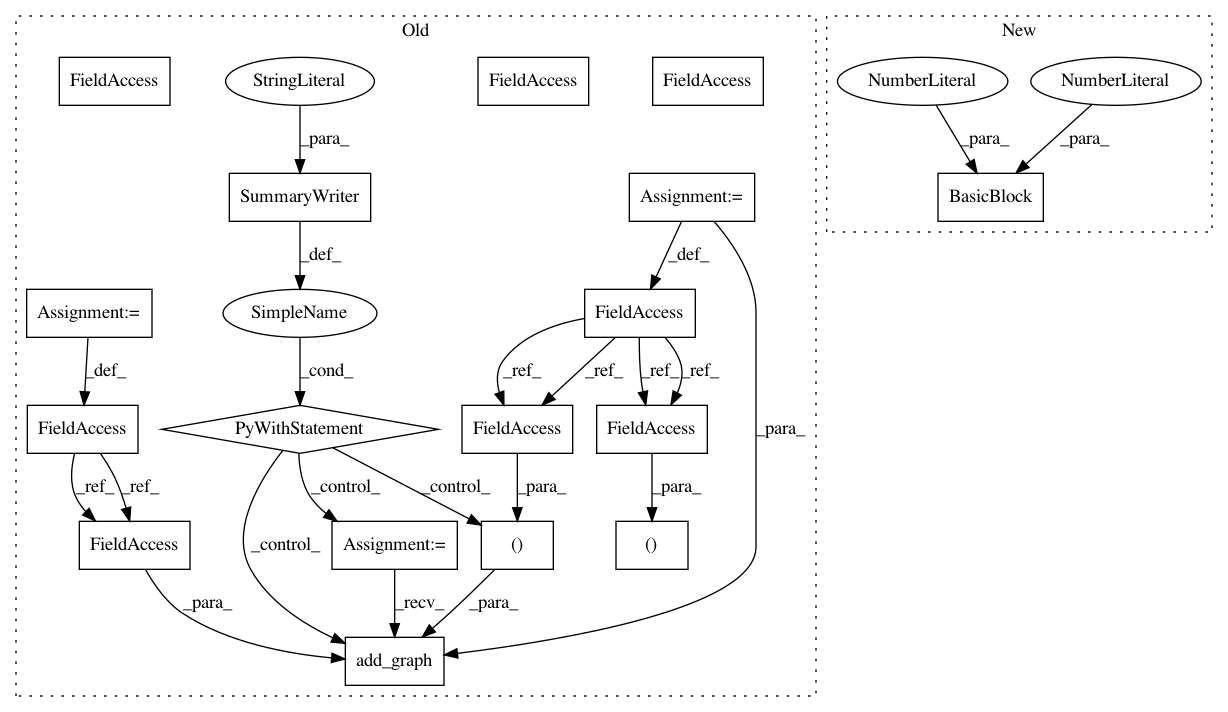 Old
New
FieldAccess
StringLiteral
FieldAccess
FieldAccess
NumberLiteral
NumberLiteral
_para_
_para_
_para_
SummaryWriter
Assignment:=
BasicBlock
_def_
_def_
Assignment:=
SimpleName
FieldAccess
_def_
_cond_
_ref_
_ref_
_ref_
_ref_
FieldAccess
PyWithStatement
FieldAccess
FieldAccess
_para_
_ref_
_ref_
_control_
_control_
_para_
_para_
FieldAccess
_control_
Assignment:=
()
()
_para_
_recv_
_para_
add_graph